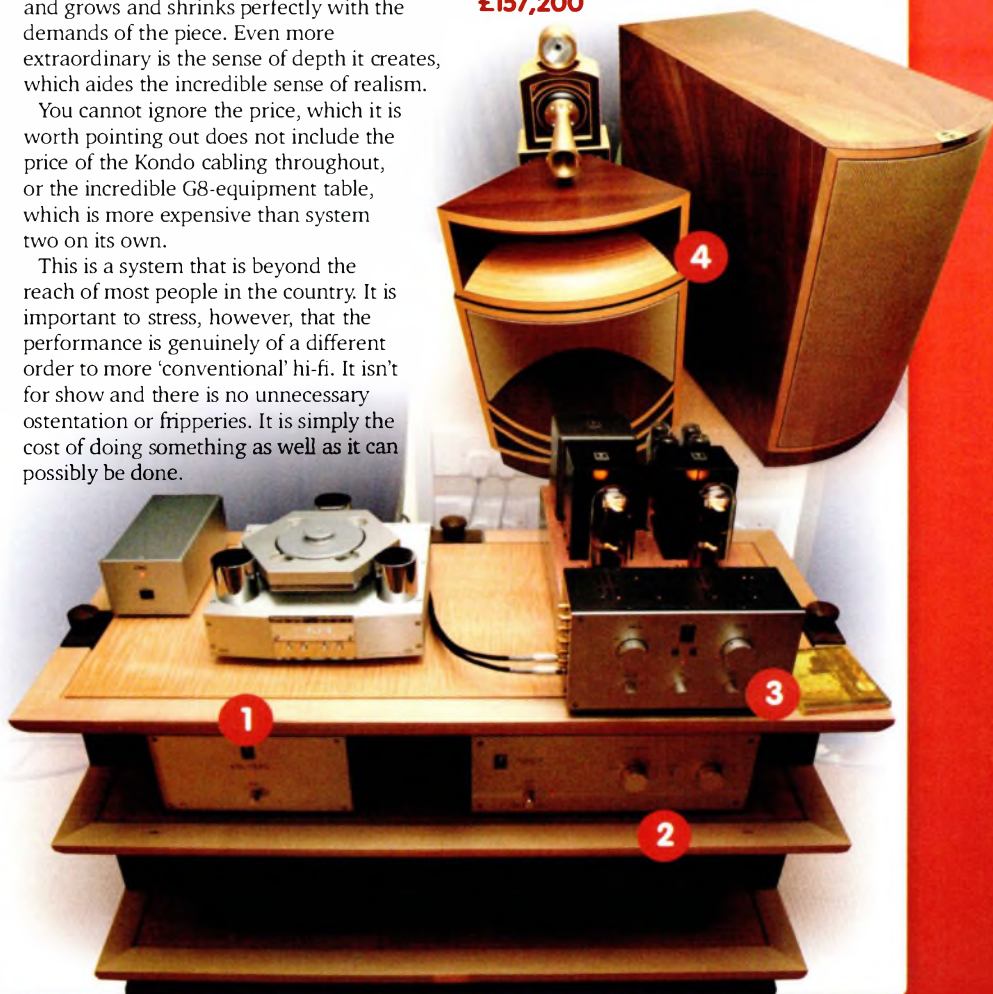 and grows and shrinks perfectly with the
demands of the piece. Even more
extraordinary is the sense of depth it creates,
which aides the incredible sense of realism.
You cannot ignore the price, which it is
worth pointing out does not include the
price of the Kondo cabling throughout,
or the incredible G8-equipment table,
which is more expensive than system
two on its own.
This is a system that is beyond the
reach of most people in the country. It is
important to stress, however, that the
performance is genuinely of a different
order to more ‘conventional’ hi-fi. It isn’t
for show and there is no unnecessary
ostentation or fripperies. It is simply the
cost of doing something as well as it can
possibly be done.
£157,200
4
3
1
2